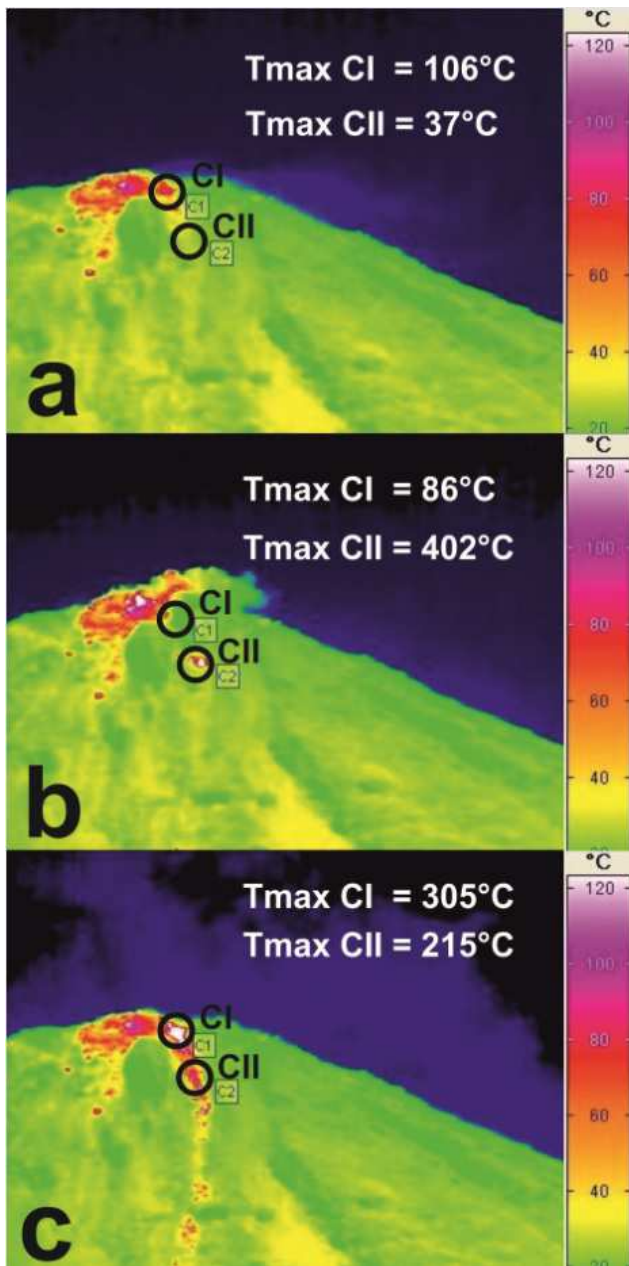 °C
Tmax CI = 106°C
Tmax CII = 37°C
120
100
80
60
40
20
CI
C1
CII
C2
a
°C
Tmax CI = 86°C
Tmax CII = 402°C
120
100
80
60
40
CI
C1
CII
C2
b
°C
Tmax CI = 305°C
Tmax CII = 215°C
120
100
80
60
40
20
CI
C1
CII
C2
c